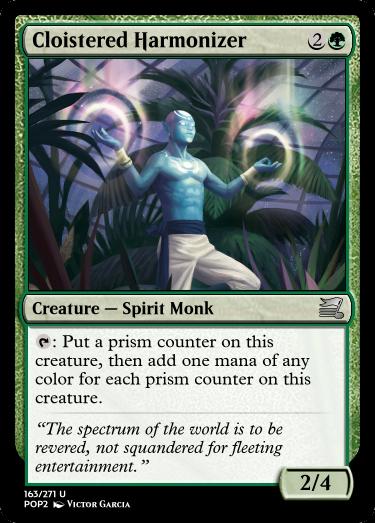 Cloistered Harmonizer 2
Creature — Spirit Monk
: Put a prism counter on this
creature, then add one mana of any
color for each prism counter on this
creature.
“The spectrum of the world is to be
revered, not squandered for fleeting
entertainment.”
2/4
163/271 U
POP2 Victor Garcia